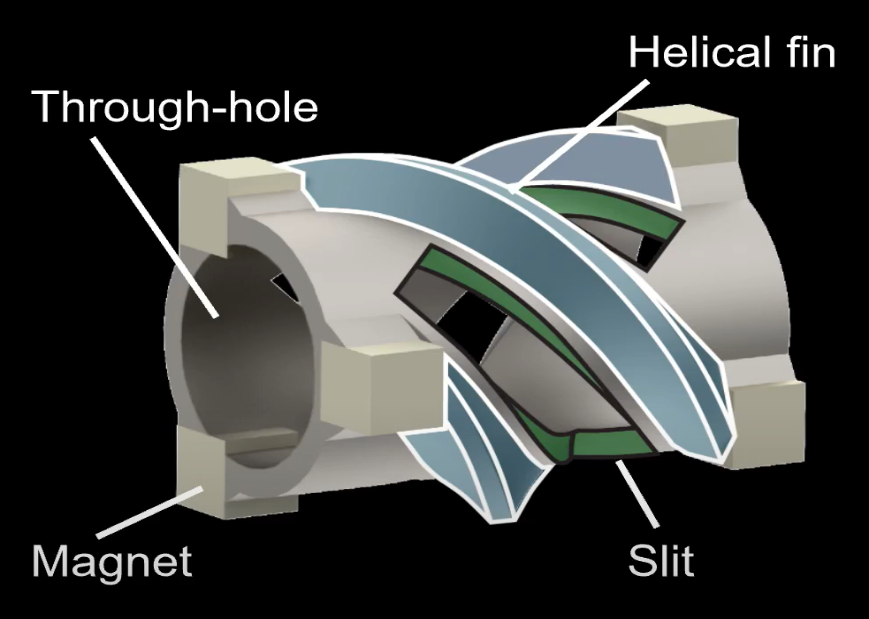 Helical fin
Through-hole
Magnet
Slit